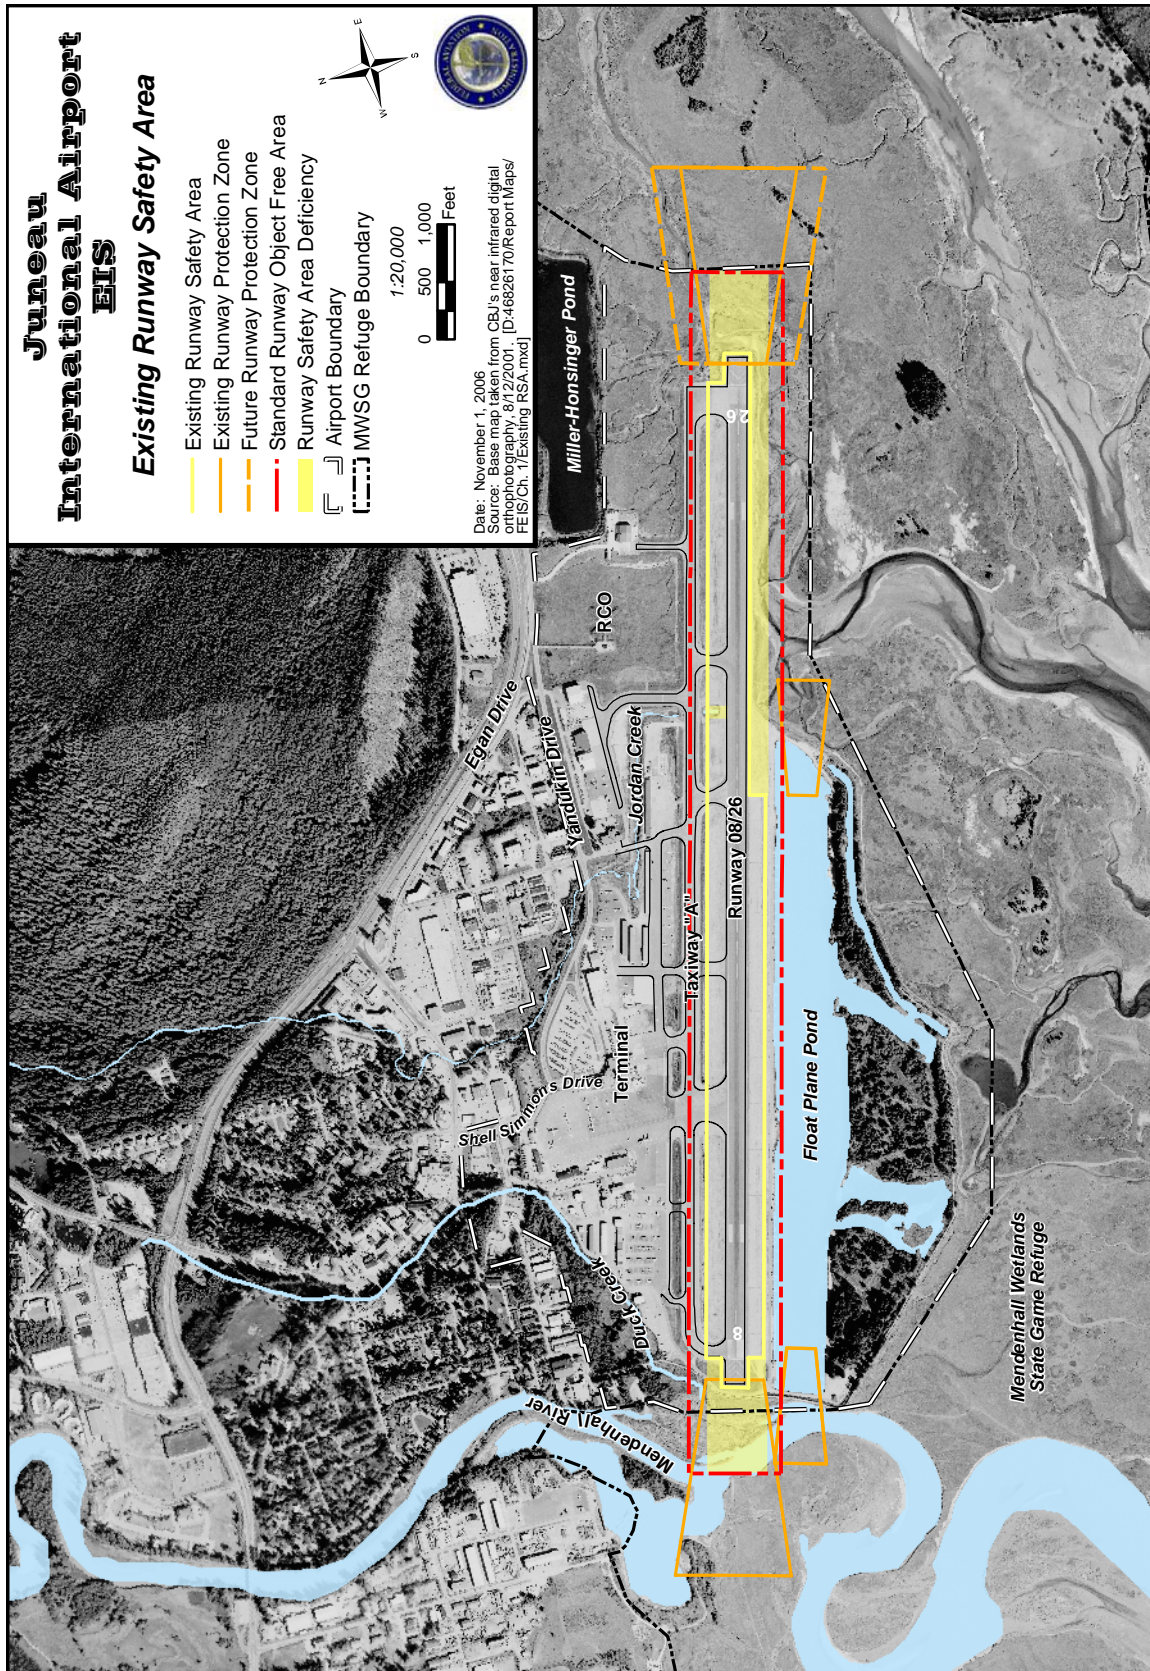 Juneau
International Airport
EIS
Existing Runway Safety Area
Existing Runway Safety Area
Existing Runway Protection Zone
Future Runway Protection Zone
Standard Runway Object Free Area
Runway Safety Area Deficiency
Airport Boundary
MWSG Refuge Boundary
1:20,000
0 500 1,000
Feet
Date: November 1, 2006
Source: Base map taken from CBJ's near infrared digital
orthophotography, 8/12/2001. [D:46826170/Report Maps/
FEIS/Ch. 1/Existing RSA.mxd]
N
E
S
W
FEDERAL AVIATION
ADMINISTRATION
Miller-Honsinger Pond
Egan Drive
Yandukin Drive
RCO
Jordan Creek
Shell Simmons Drive
Terminal
Taxiway "A"
Runway 08/26
26
8
Duck Creek
Mendenhall River
Float Plane Pond
Mendenhall Wetlands
State Game Refuge